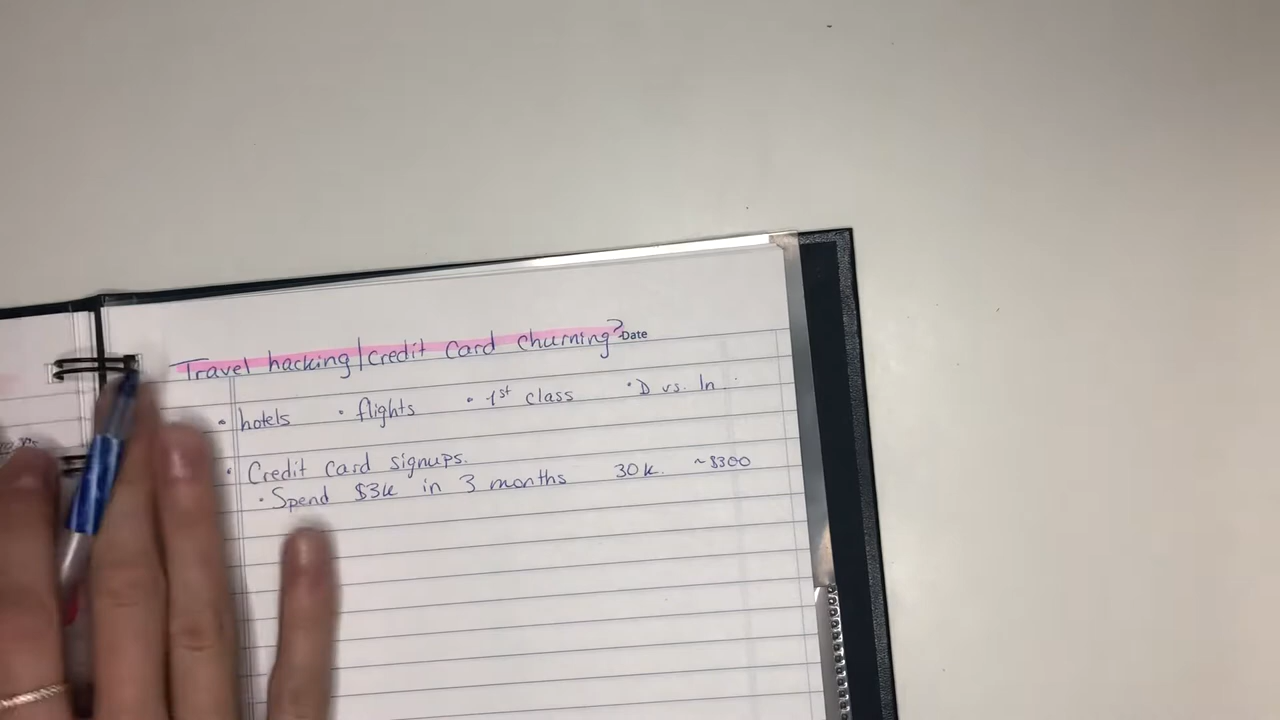 Travel hacking/Credit Card churning?
Date
• hotels • flights • 1st class • D vs. In.
• Credit Card signups.
• Spend $3k in 3 months 30k. ~$300